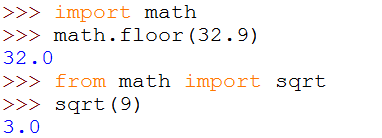 >>> import math
>>> math.floor(32.9)
32.0
>>> from math import sqrt
>>> sqrt(9)
3.0